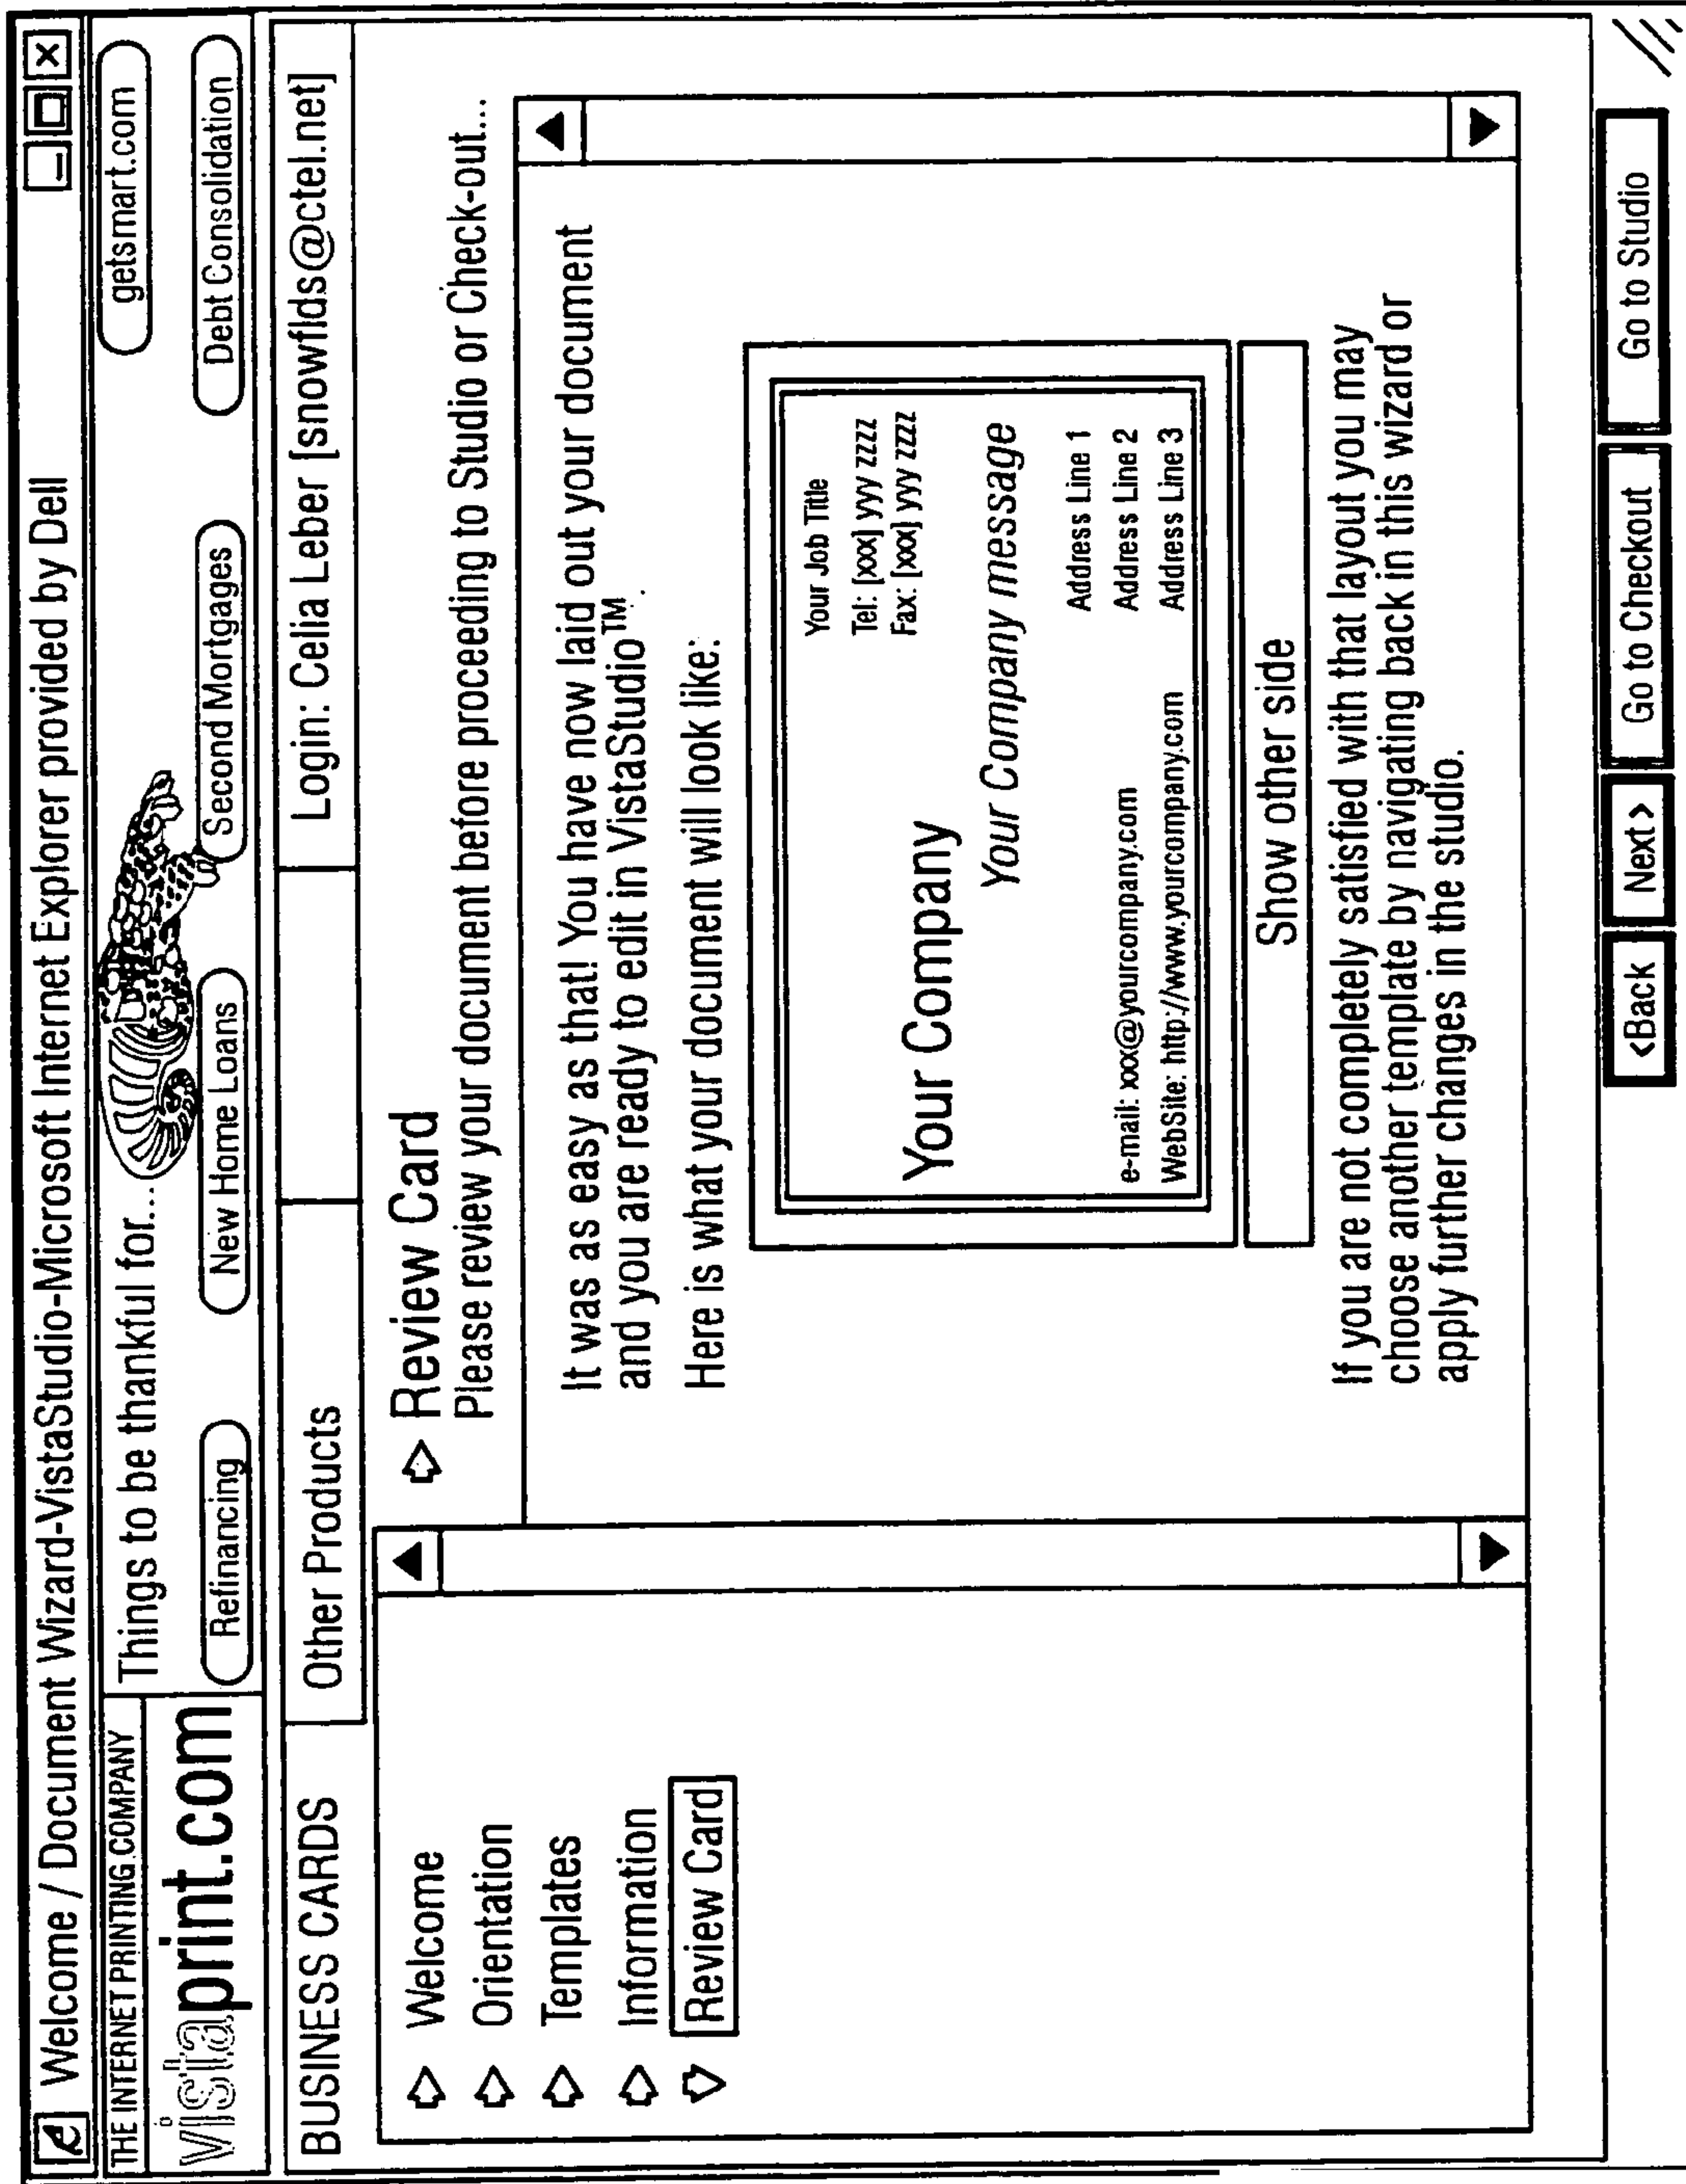 Welcome / Document Wizard-VistaStudio-Microsoft Internet Explorer provided by Dell
THE INTERNET PRINTING COMPANY
vistaprint.com
Things to be thankful for...
getsmart.com
Refinancing
New Home Loans
Second Mortgages
Debt Consolidation
BUSINESS CARDS
Other Products
Login: Celia Leber [snowflds@ctel.net]
Welcome
Orientation
Templates
Information
Review Card
Review Card
Please review your document before proceeding to Studio or Check-out...
It was as easy as that! You have now laid out your document
and you are ready to edit in VistaStudio™.
Here is what your document will look like:
Your Job Title
Tel: [xxx] yyy zzzz
Fax: [xxx] yyy zzzz
Your Company
Your Company message
Address Line 1
e-mail: xxx@yourcompany.com Address Line 2
WebSite: http://www.yourcompany.com Address Line 3
Show other side
If you are not completely satisfied with that layout you may
choose another template by navigating back in this wizard or
apply further changes in the studio.
<Back
Next>
Go to Checkout
Go to Studio